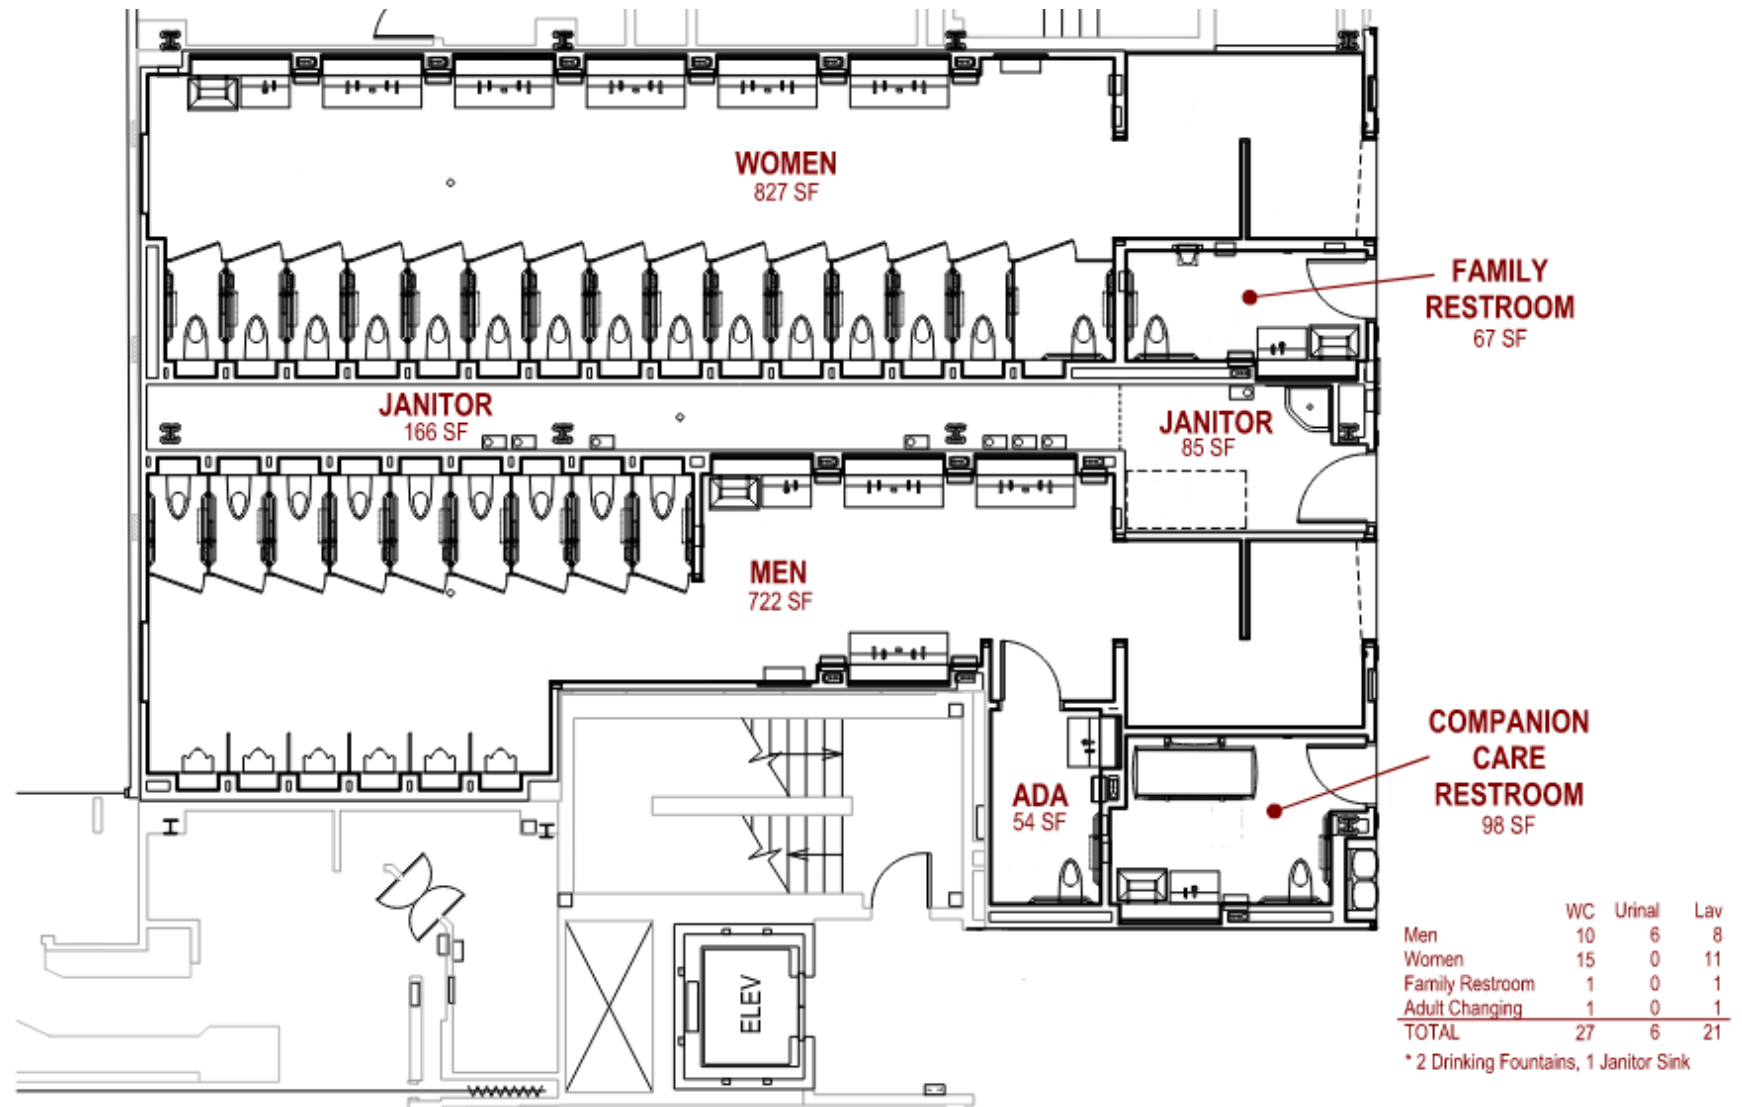 WOMEN
827 SF
FAMILY
RESTROOM
67 SF
JANITOR
166 SF
JANITOR
85 SF
MEN
722 SF
COMPANION
CARE
RESTROOM
98 SF
ADA
54 SF
ELEV
WC Urinal Lav
Men 10 6 8
Women 15 0 11
Family Restroom 1 0 1
Adult Changing 1 0 1
TOTAL 27 6 21
* 2 Drinking Fountains, 1 Janitor Sink